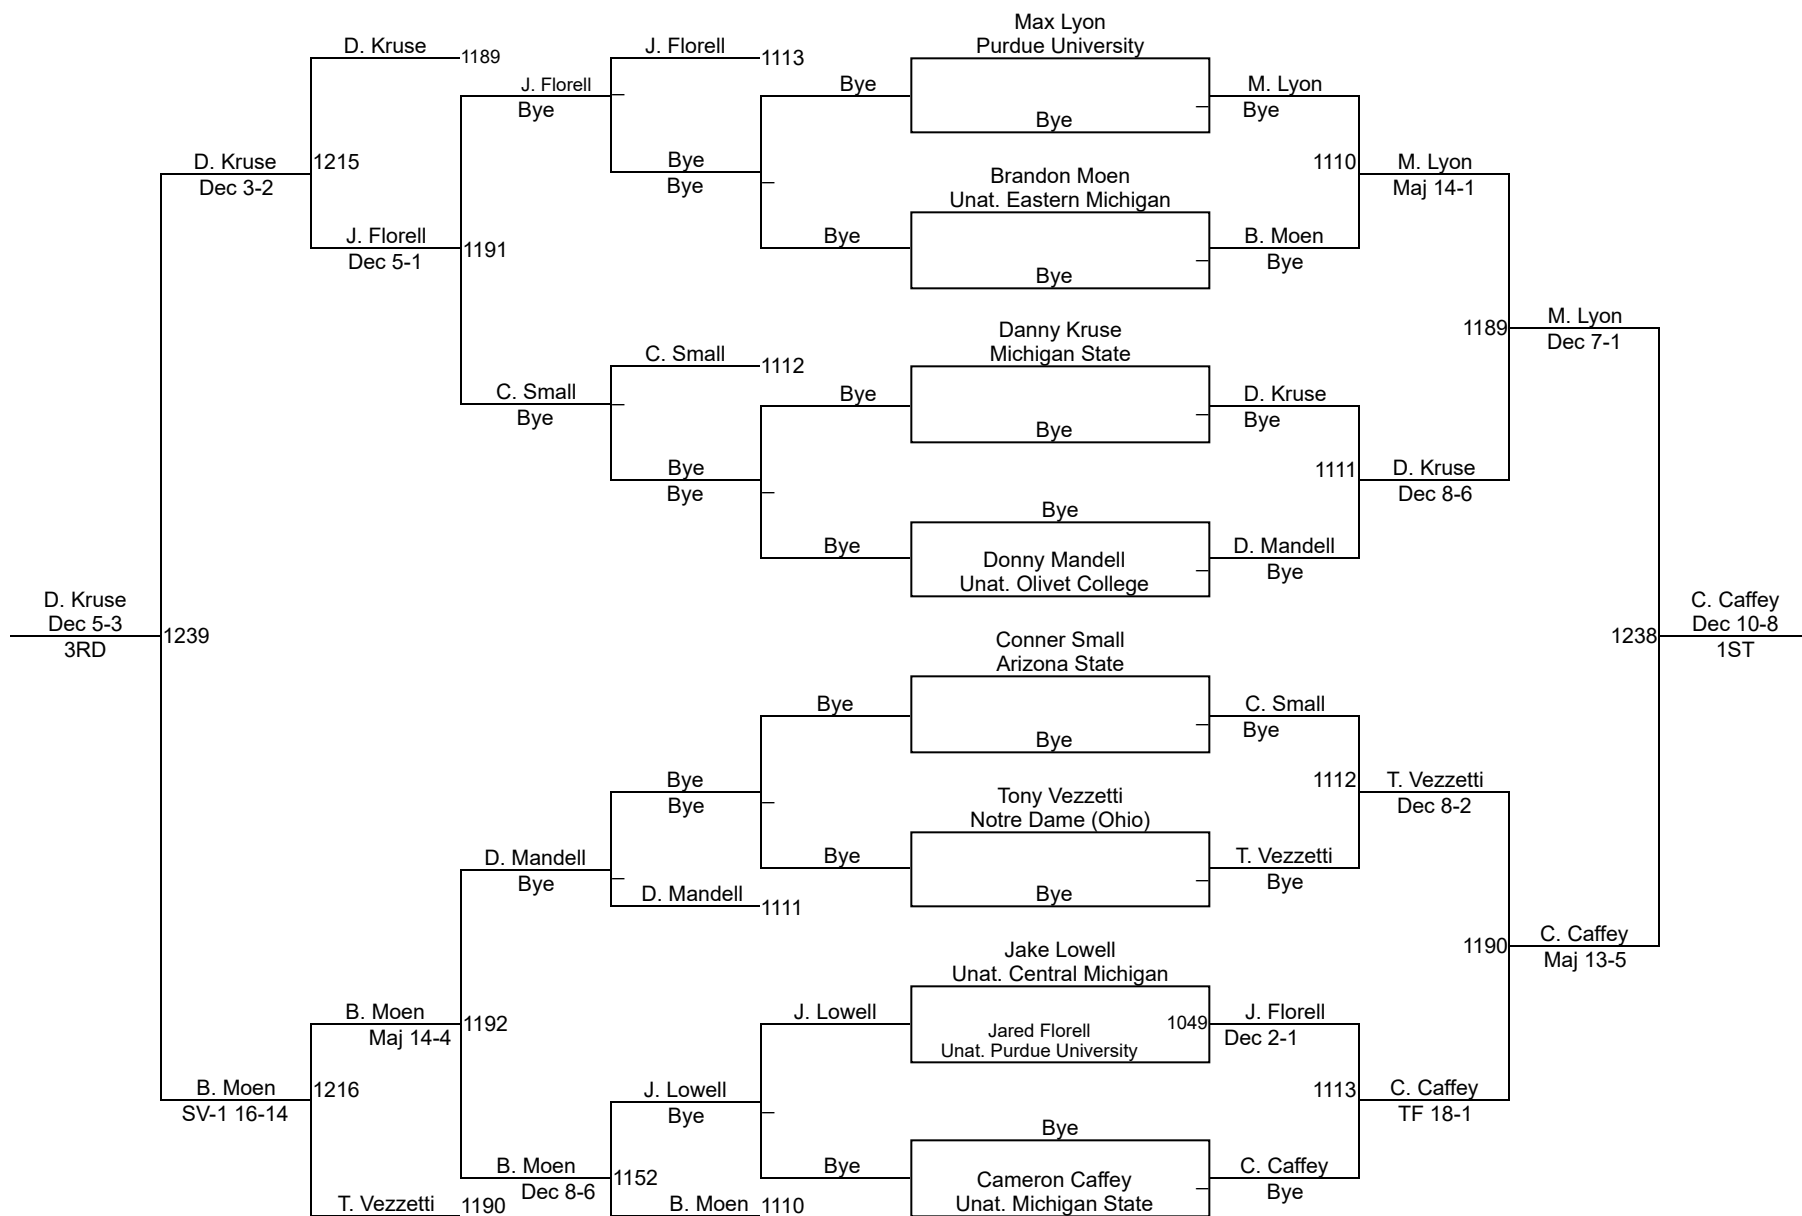 Max Lyon
D. Kruse
J. Florell
Purdue University
1189
1113
J. Florell
Bye
M. Lyon
Bye
Bye
Bye
D. Kruse
1215
Bye
1110
M. Lyon
Dec 3-2
Bye
Brandon Moen
Maj 14-1
Unat. Eastern Michigan
J. Florell
1191
Bye
B. Moen
Dec 5-1
Bye
Bye
Danny Kruse
1189
M. Lyon
C. Small
1112
Michigan State
Dec 7-1
C. Small
Bye
D. Kruse
Bye
Bye
Bye
Bye
1111
D. Kruse
Bye
Dec 8-6
Bye
Bye
Donny Mandell
D. Mandell
Unat. Olivet College
Bye
D. Kruse
Dec 5-3
3RD
1239
C. Caffey
Dec 10-8
1ST
1238
Conner Small
Arizona State
Bye
C. Small
Bye
Bye
Bye
Bye
1112
T. Vezzetti
Tony Vezzetti
Dec 8-2
Notre Dame (Ohio)
D. Mandell
Bye
T. Vezzetti
Bye
Bye
D. Mandell
1111
Bye
Jake Lowell
1190
C. Caffey
Unat. Central Michigan
Maj 13-5
B. Moen
1192
J. Lowell
Jared Florell
1049
J. Florell
Maj 14-4
Unat. Purdue University
Dec 2-1
B. Moen
1216
J. Lowell
1113
C. Caffey
SV-1 16-14
Bye
TF 18-1
Bye
B. Moen
1152
Bye
Cameron Caffey
C. Caffey
Dec 8-6
Unat. Michigan State
Bye
T. Vezzetti
1190
B. Moen
1110